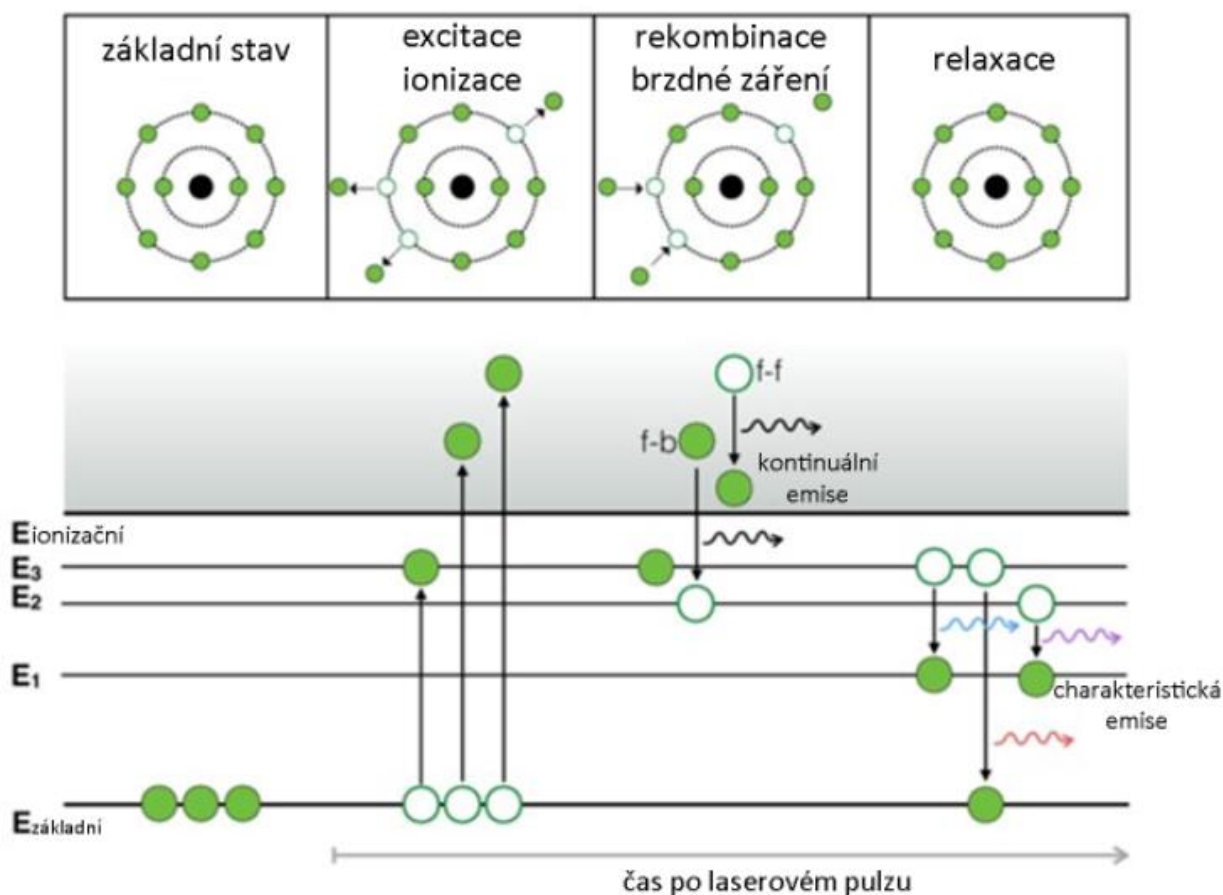 základní stav
excitace
ionizace
rekombinace
brzdné záření
relaxace
f-f
f-b
kontinuální
emise
Eionizační
E3
E2
E1
charakteristická
emise
Ezákladní
čas po laserovém pulzu